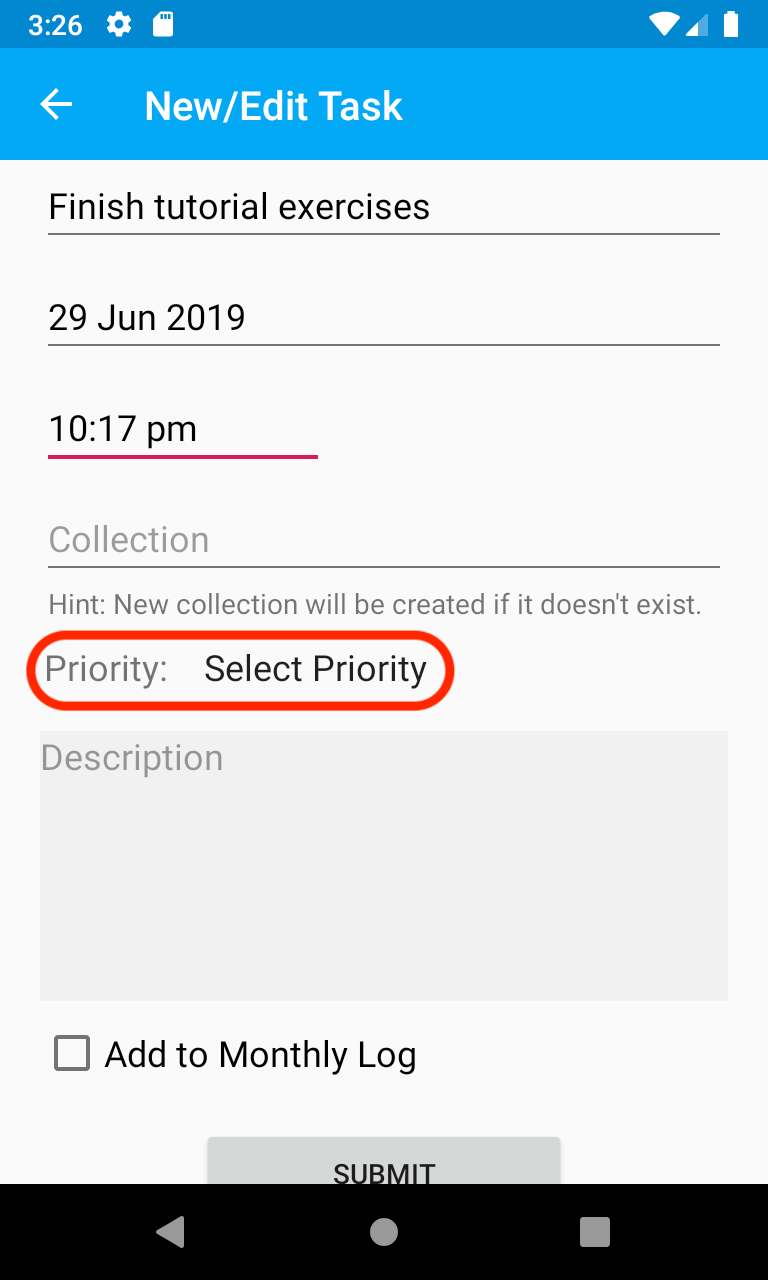 3:26
New/Edit Task
Finish tutorial exercises
29 Jun 2019
10:17 pm
Collection
Hint: New collection will be created if it doesn't exist.
Priority: Select Priority
Description
Add to Monthly Log
SUBMIT